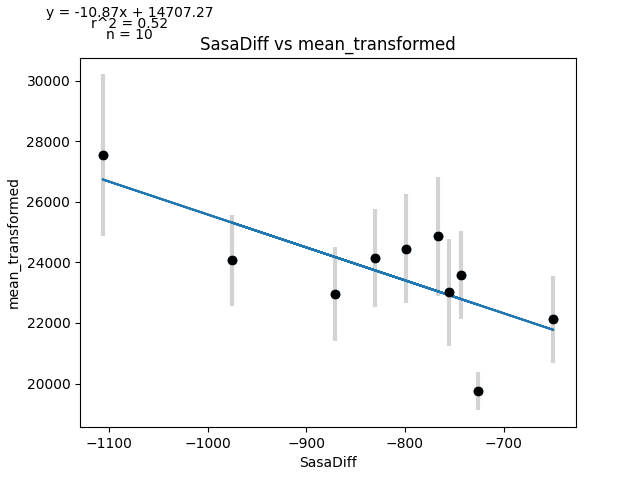 y = -10.87x + 14707.27
r^2 = 0.52
n = 10
SasaDiff vs mean_transformed
30000
28000
26000
24000
22000
20000
mean_transformed
−1100
−1000
−900
−800
−700
SasaDiff